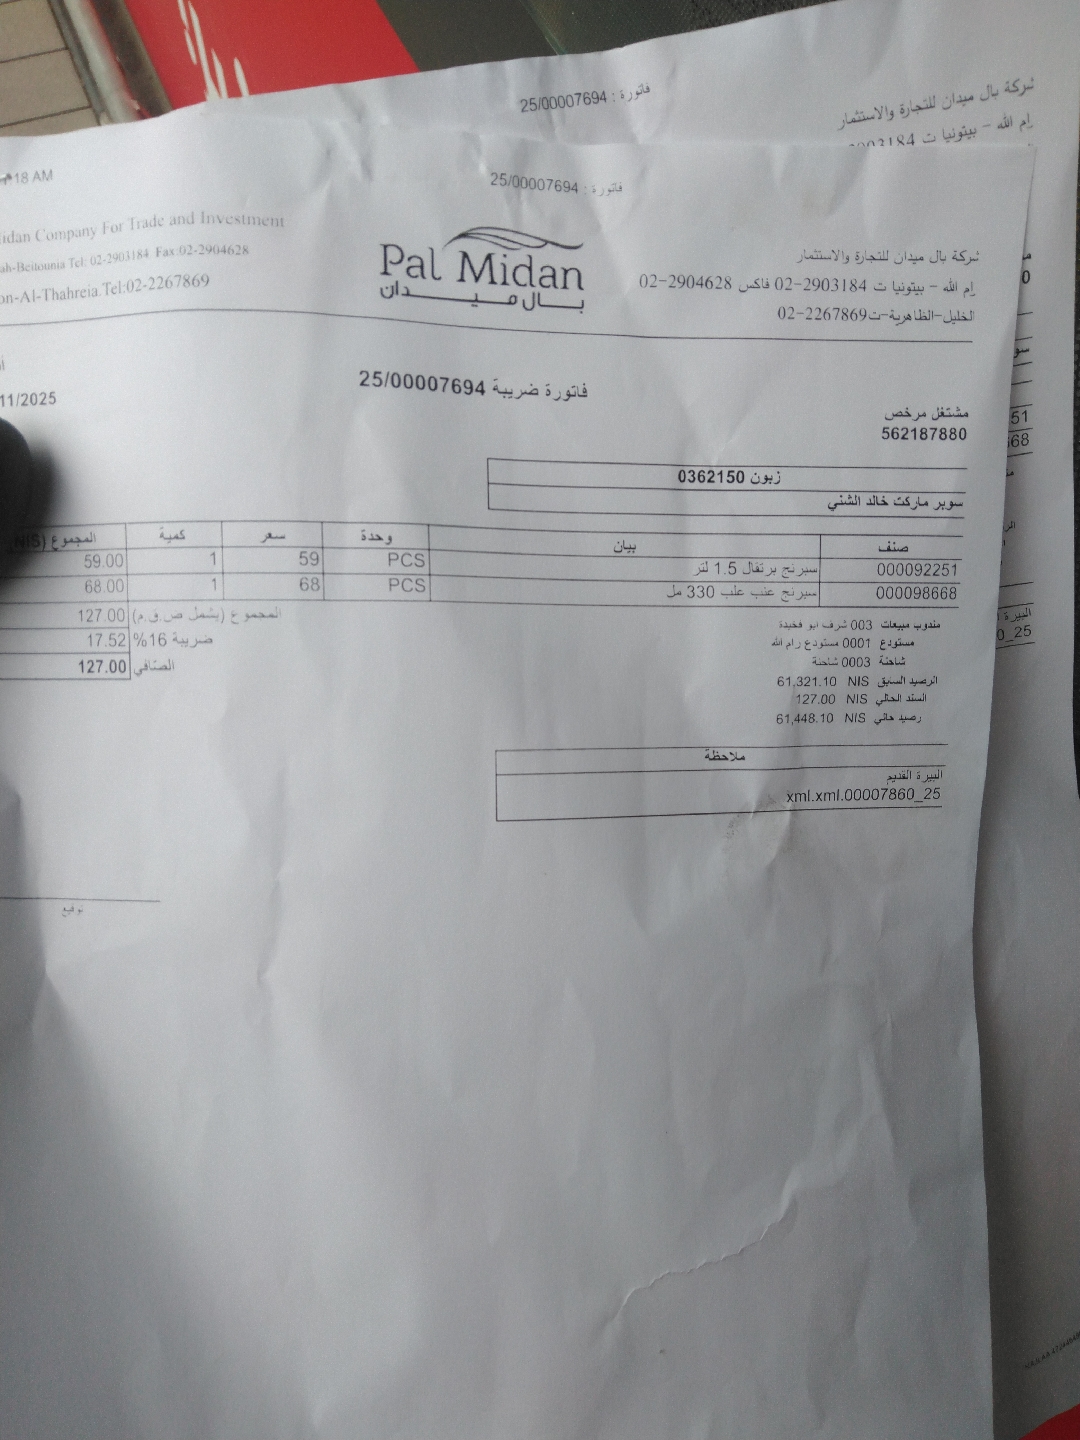 فاتورة : 25/00007694
شركة بال ميدان للتجارة والاستثمار
رام الله - بيتونيا ت
18 AM
فاتورة : 25/00007694
Midan Company For Trade and Investment
Beitounia Tel: 02-2903184 Fax:02-2904628
Al-Thahreia.Tel:02-2267869
Pal Midan
بال ميدان
شركة بال ميدان للتجارة والاستثمار
رام الله - بيتونيا ت 2903184-02 فاكس 2904628-02
الخليل-الظاهرية-ت2267869-02
11/2025
فاتورة ضريبة 25/00007694
مشتغل مرخص
562187880
زبون 0362150
سوبر ماركت خالد الشني
صنف بيان وحدة سعر كمية المجموع (NIS)
000092251 سبرنج برتقال 1.5 لتر PCS 59 1 59.00
000098668 سبرنج عنب علب 330 مل PCS 68 1 68.00
المجموع (يشمل ض.ق.م) 127.00
ضريبة 16% 17.52
الصافي 127.00
مندوب مبيعات 003 شرف ابو فخيدة
مستودع 0001 مستودع رام الله
شاحنة 0003 شاحنة
الرصيد السابق NIS 61,321.10
السند الحالي NIS 127.00
رصيد حالي NIS 61,448.10
ملاحظة
البيرة القديم
xml.xml.00007860_25
توقيع